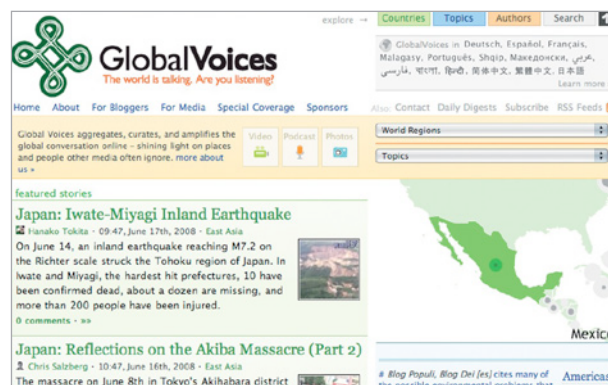 explore → Countries Topics Authors Search
GlobalVoices
The world is talking. Are you listening?
GlobalVoices in Deutsch, Español, Français,
Malagasy, Português, Shqip, Македонски, عربي,
فارسی, বাংলা, हिन्दी, 简体中文, 繁體中文, 日本語
Learn more
Home About For Bloggers For Media Special Coverage Sponsors
Also: Contact Daily Digests Subscribe RSS Feeds
Global Voices aggregates, curates, and amplifies the
global conversation online - shining light on places
and people other media often ignore. more about
us »
Video Podcast Photos
World Regions
Topics
featured stories
Japan: Iwate-Miyagi Inland Earthquake
Hanako Tokita · 09:47, June 17th, 2008 · East Asia
On June 14, an inland earthquake reaching M7.2 on
the Richter scale struck the Tohoku region of Japan. In
Iwate and Miyagi, the hardest hit prefectures, 10 have
been confirmed dead, about a dozen are missing, and
more than 200 people have been injured.
0 comments · »»
Japan: Reflections on the Akiba Massacre (Part 2)
Chris Salzberg · 10:47, June 16th, 2008 · East Asia
The massacre on June 8th in Tokyo's Akihabara district
Mexico
# Blog Populi, Blog Dei [es] cites many of
the possible environmental problems that
Americas